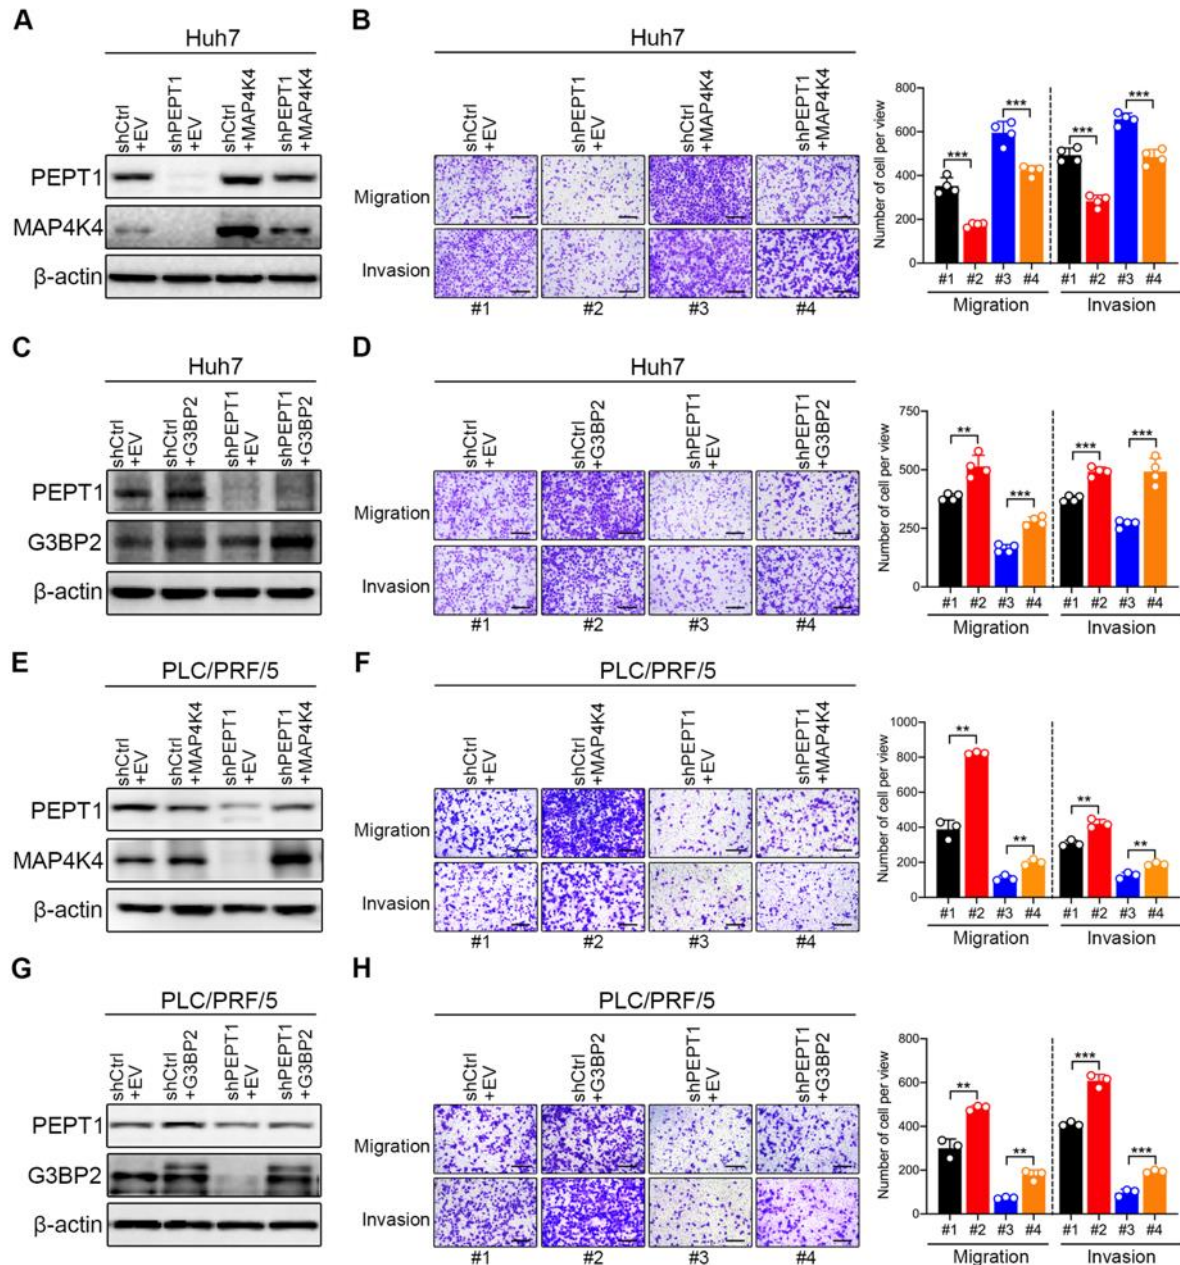 A
Huh7
shCtrl
+EV
shPEPT1
+EV
shCtrl
+MAP4K4
shPEPT1
+MAP4K4
PEPT1
MAP4K4
β-actin
B
Huh7
shCtrl
+EV
shPEPT1
+EV
shCtrl
+MAP4K4
shPEPT1
+MAP4K4
Migration
Invasion
#1 #2 #3 #4
Number of cell per view
800
600
400
200
0
*** *** *** ***
#1 #2 #3 #4 #1 #2 #3 #4
Migration Invasion
C
Huh7
shCtrl
+EV
shCtrl
+G3BP2
shPEPT1
+EV
shPEPT1
+G3BP2
PEPT1
G3BP2
β-actin
D
Huh7
shCtrl
+EV
shCtrl
+G3BP2
shPEPT1
+EV
shPEPT1
+G3BP2
Migration
Invasion
#1 #2 #3 #4
Number of cell per view
750
500
250
0
** *** *** ***
#1 #2 #3 #4 #1 #2 #3 #4
Migration Invasion
E
PLC/PRF/5
shCtrl
+EV
shCtrl
+MAP4K4
shPEPT1
+EV
shPEPT1
+MAP4K4
PEPT1
MAP4K4
β-actin
F
PLC/PRF/5
shCtrl
+EV
shCtrl
+MAP4K4
shPEPT1
+EV
shPEPT1
+MAP4K4
Migration
Invasion
#1 #2 #3 #4
Number of cell per view
1000
800
600
400
200
0
** ** ** **
#1 #2 #3 #4 #1 #2 #3 #4
Migration Invasion
G
PLC/PRF/5
shCtrl
+EV
shCtrl
+G3BP2
shPEPT1
+EV
shPEPT1
+G3BP2
PEPT1
G3BP2
β-actin
H
PLC/PRF/5
shCtrl
+EV
shCtrl
+G3BP2
shPEPT1
+EV
shPEPT1
+G3BP2
Migration
Invasion
#1 #2 #3 #4
Number of cell per view
800
600
400
200
0
** ** *** ***
#1 #2 #3 #4 #1 #2 #3 #4
Migration Invasion